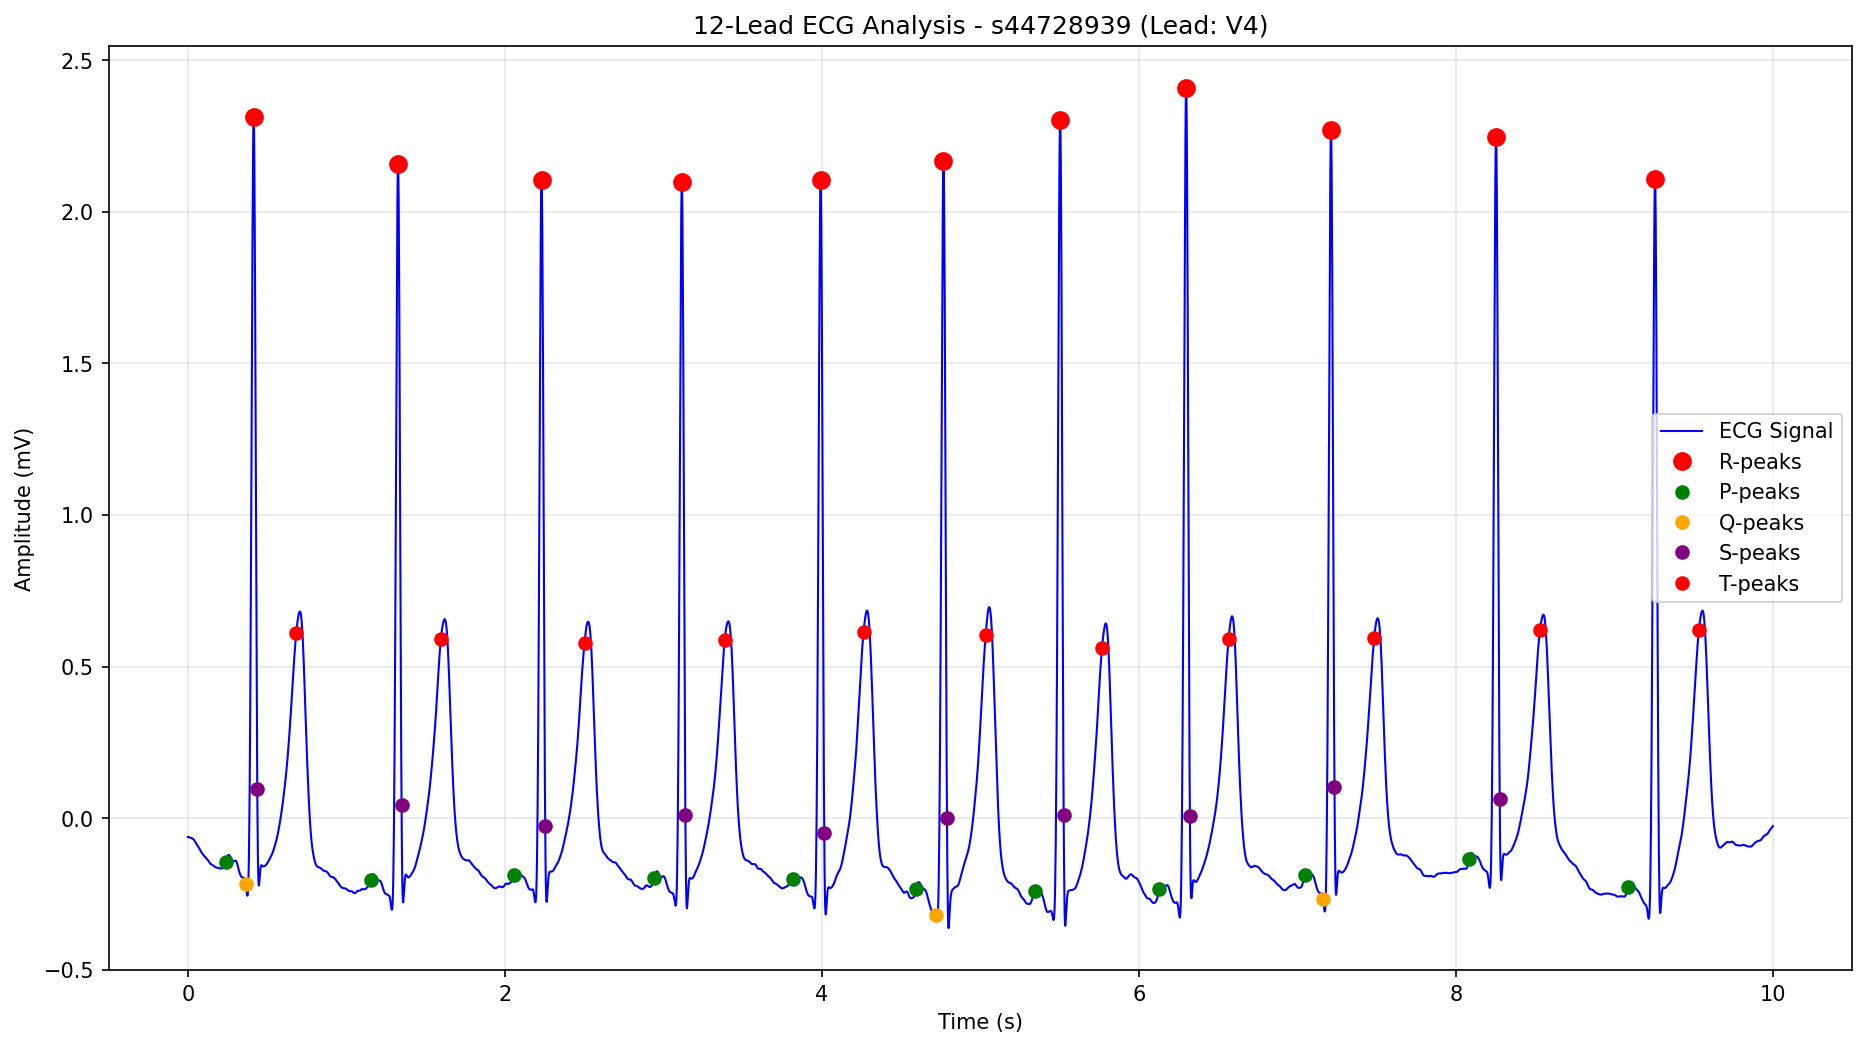 12-Lead ECG Analysis - s44728939 (Lead: V4)
Amplitude (mV)
2.5
2.0
1.5
1.0
0.5
0.0
−0.5
ECG Signal
R-peaks
P-peaks
Q-peaks
S-peaks
T-peaks
0 2 4 6 8 10
Time (s)